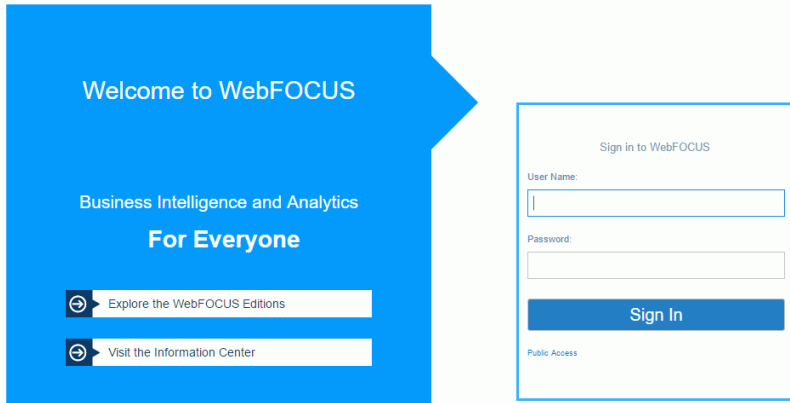 Welcome to WebFOCUS
Business Intelligence and Analytics
For Everyone
Explore the WebFOCUS Editions
Visit the Information Center
Sign in to WebFOCUS
User Name:
Password:
Sign In
Public Access